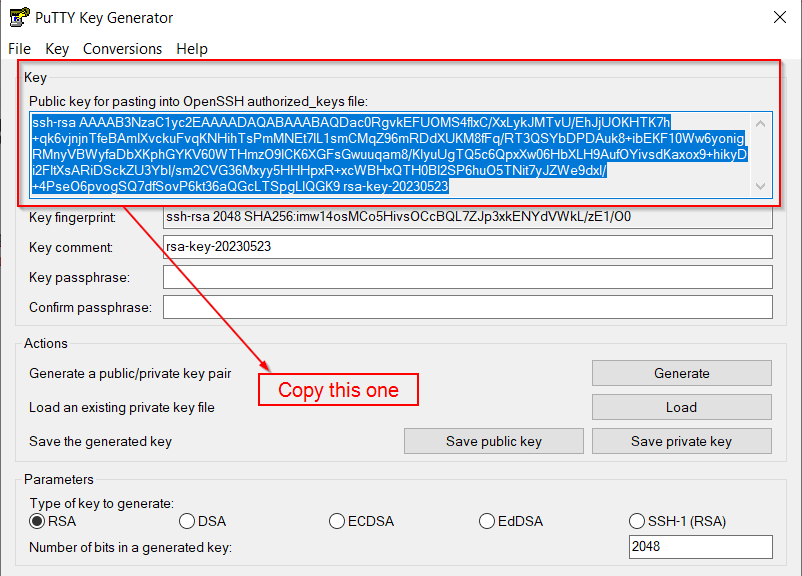 PuTTY Key Generator
File Key Conversions Help
Key
Public key for pasting into OpenSSH authorized_keys file:
ssh-rsa AAAAB3NzaC1yc2EAAAADAQABAAABAQDac0RgvkEFUOMS4flxC/XxLykJMTvU/EhJjUOKHTK7h
+qk6vjnjnTfeBAmIXvckuFvqKNHihTsPmMNEt7lL1smCMqZ96mRDdXUKM8fFq/RT3QSYbDPDAuk8+ibEKF10Ww6yonig
RMnyVBWyfaDbXKphGYKV60WTHmzO9lCK6XGFsGwuuqam8/KlyuUgTQ5c6QpxXw06HbXLH9AufOYivsdKaxox9+hikyD
i2FltXsARiDSckZU3Ybl/sm2CVG36Mxyy5HHHpxR+xcWBHxQTH0Bl2SP6huO5TNit7yJZWe9dxl/
+4PseO6pvogSQ7dfSovP6kt36aQGcLTSpgLlQGK9 rsa-key-20230523
Key fingerprint: ssh-rsa 2048 SHA256:imw14osMCo5HivsOCcBQL7ZJp3xkENYdVWkL/zE1/O0
Key comment: rsa-key-20230523
Key passphrase:
Confirm passphrase:
Actions
Copy this one
Generate a public/private key pair Generate
Load an existing private key file Load
Save the generated key Save public key Save private key
Parameters
Type of key to generate:
RSA DSA ECDSA EdDSA SSH-1 (RSA)
Number of bits in a generated key: 2048